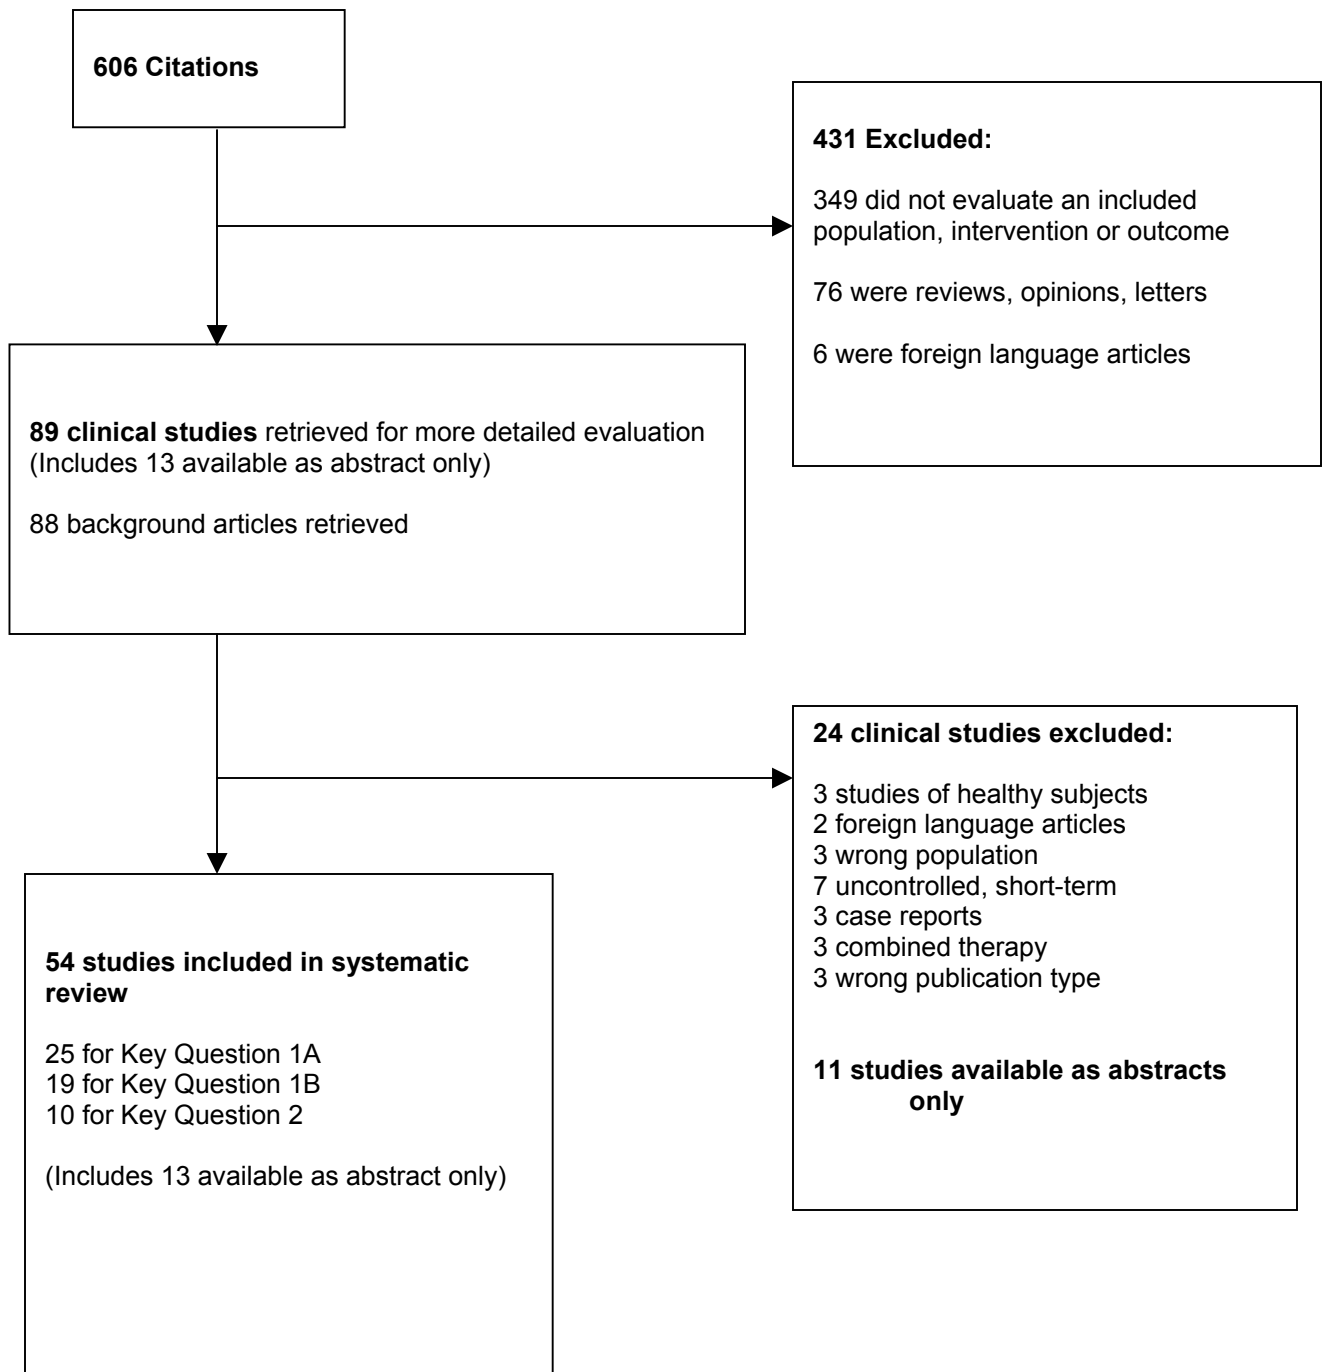 606 Citations
431 Excluded:
349 did not evaluate an included
population, intervention or outcome
76 were reviews, opinions, letters
6 were foreign language articles
89 clinical studies retrieved for more detailed evaluation
(Includes 13 available as abstract only)
88 background articles retrieved
24 clinical studies excluded:
3 studies of healthy subjects
2 foreign language articles
3 wrong population
7 uncontrolled, short-term
3 case reports
3 combined therapy
3 wrong publication type
11 studies available as abstracts
only
54 studies included in systematic
review
25 for Key Question 1A
19 for Key Question 1B
10 for Key Question 2
(Includes 13 available as abstract only)